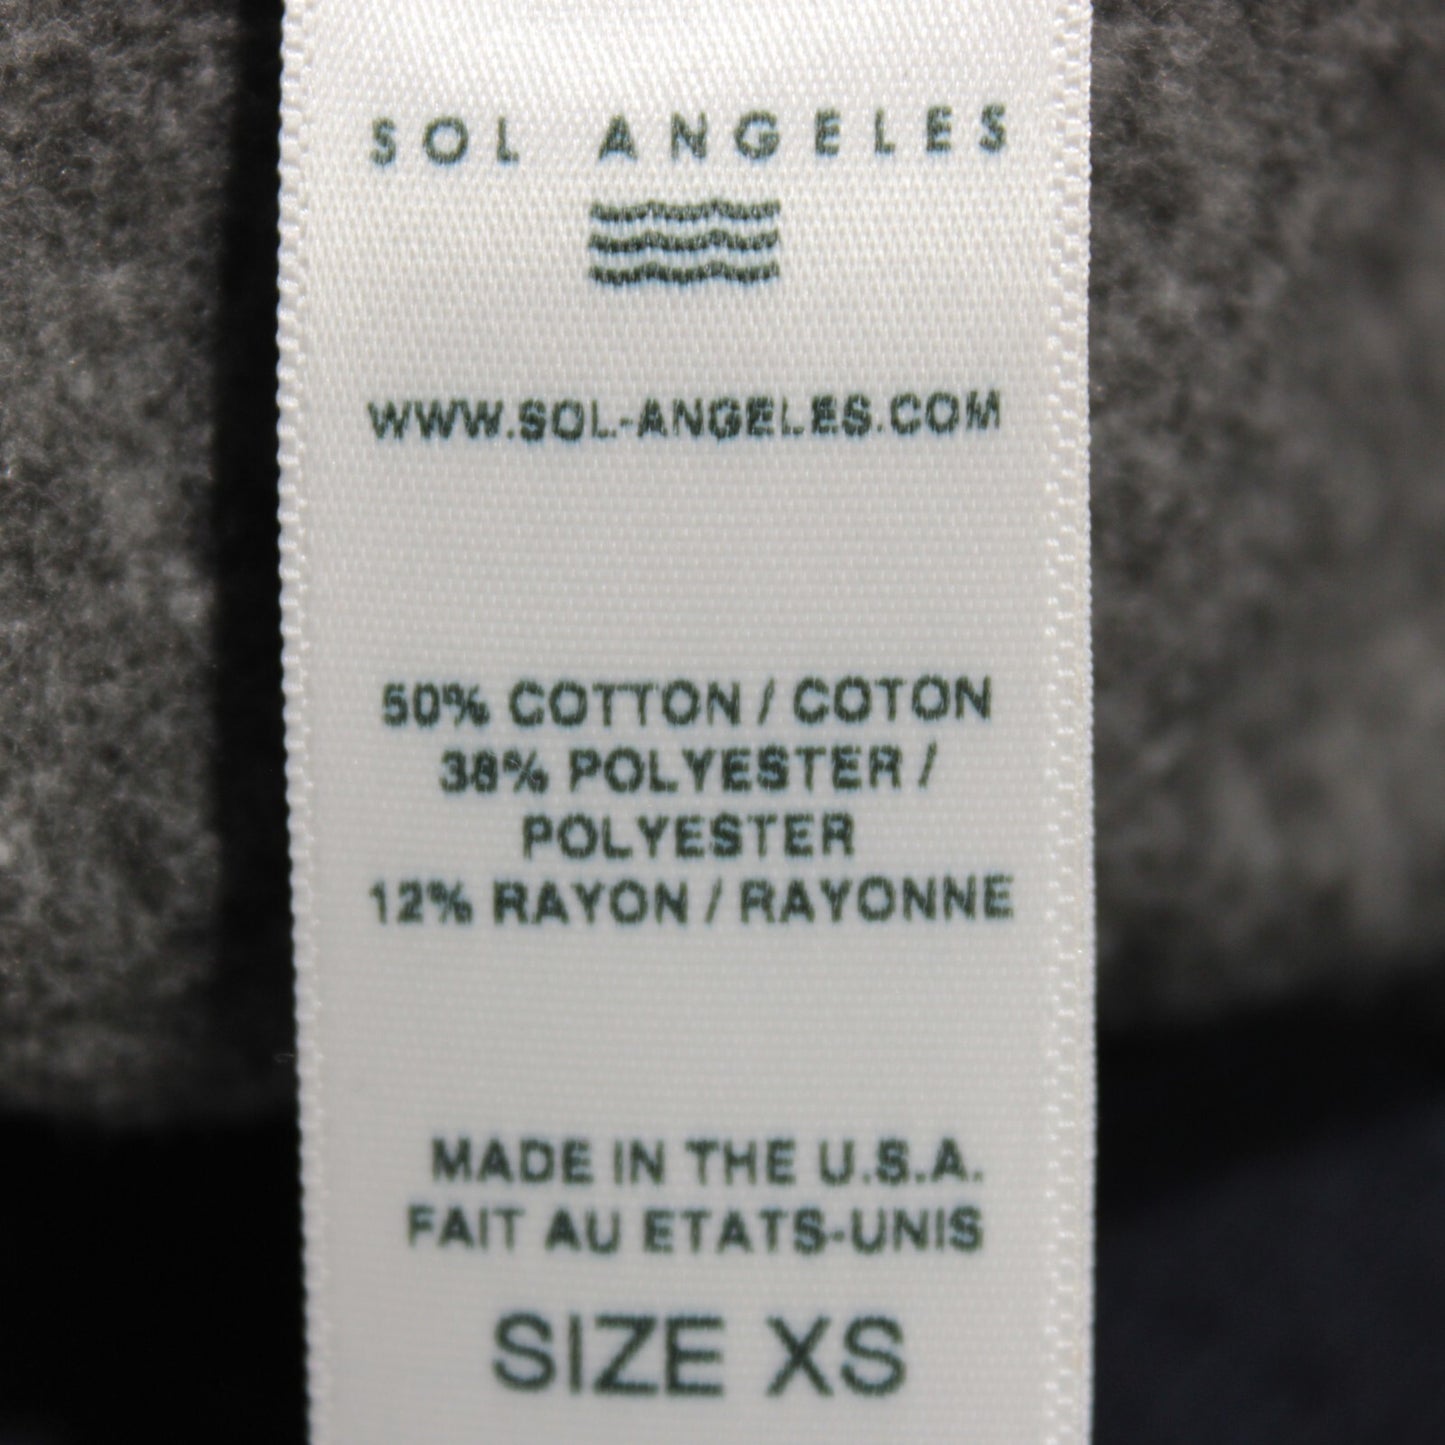 SOL ANGELES
WWW.SOL-ANGELES.COM
50% COTTON / COTON
38% POLYESTER /
POLYESTER
12% RAYON / RAYONNE
MADE IN THE U.S.A.
FAIT AU ETATS-UNIS
SIZE XS